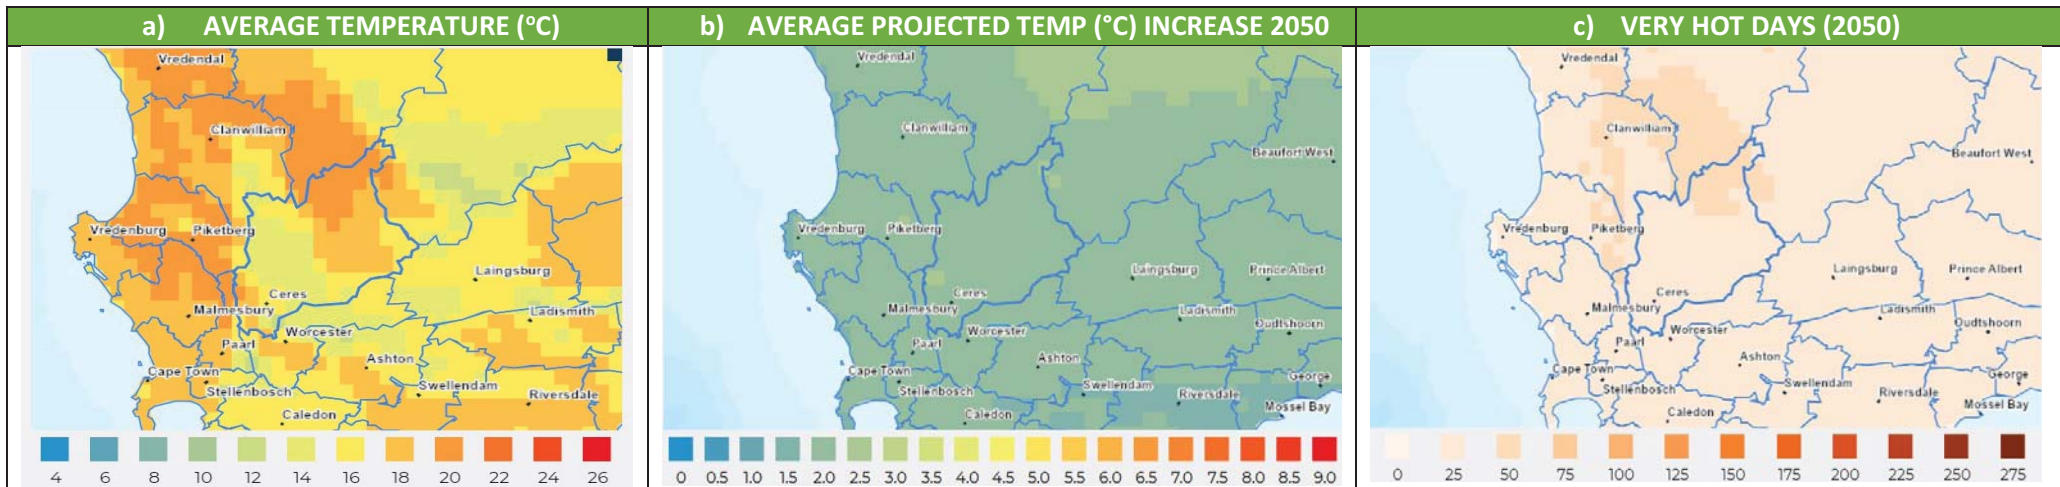 a) AVERAGE TEMPERATURE (°C)
b) AVERAGE PROJECTED TEMP (°C) INCREASE 2050
c) VERY HOT DAYS (2050)
Vredendal
Clanwilliam
Vredenburg
Piketberg
Laingsburg
Ceres
Malmesbury
Ladismith
Worcester
Paarl
Ashton
Cape Town
Stellenbosch
Swellendam
Riversdale
Caledon
4 6 8 10 12 14 16 18 20 22 24 26
Vredendal
Clanwilliam
Beaufort West
Vredenburg
Piketberg
Laingsburg
Prince Albert
Ceres
Malmesbury
Ladismith
Oudtshoorn
Worcester
Paarl
Ashton
Cape Town
George
Stellenbosch
Swellendam
Riversdale
Mossel Bay
Caledon
0 0.5 1.0 1.5 2.0 2.5 3.0 3.5 4.0 4.5 5.0 5.5 6.0 6.5 7.0 7.5 8.0 8.5 9.0
Vredendal
Clanwilliam
Beaufort West
Vredenburg
Piketberg
Laingsburg
Prince Albert
Ceres
Malmesbury
Ladismith
Oudtshoorn
Worcester
Paarl
Ashton
Cape Town
George
Stellenbosch
Swellendam
Riversdale
Mossel Bay
Caledon
0 25 50 75 100 125 150 175 200 225 250 275